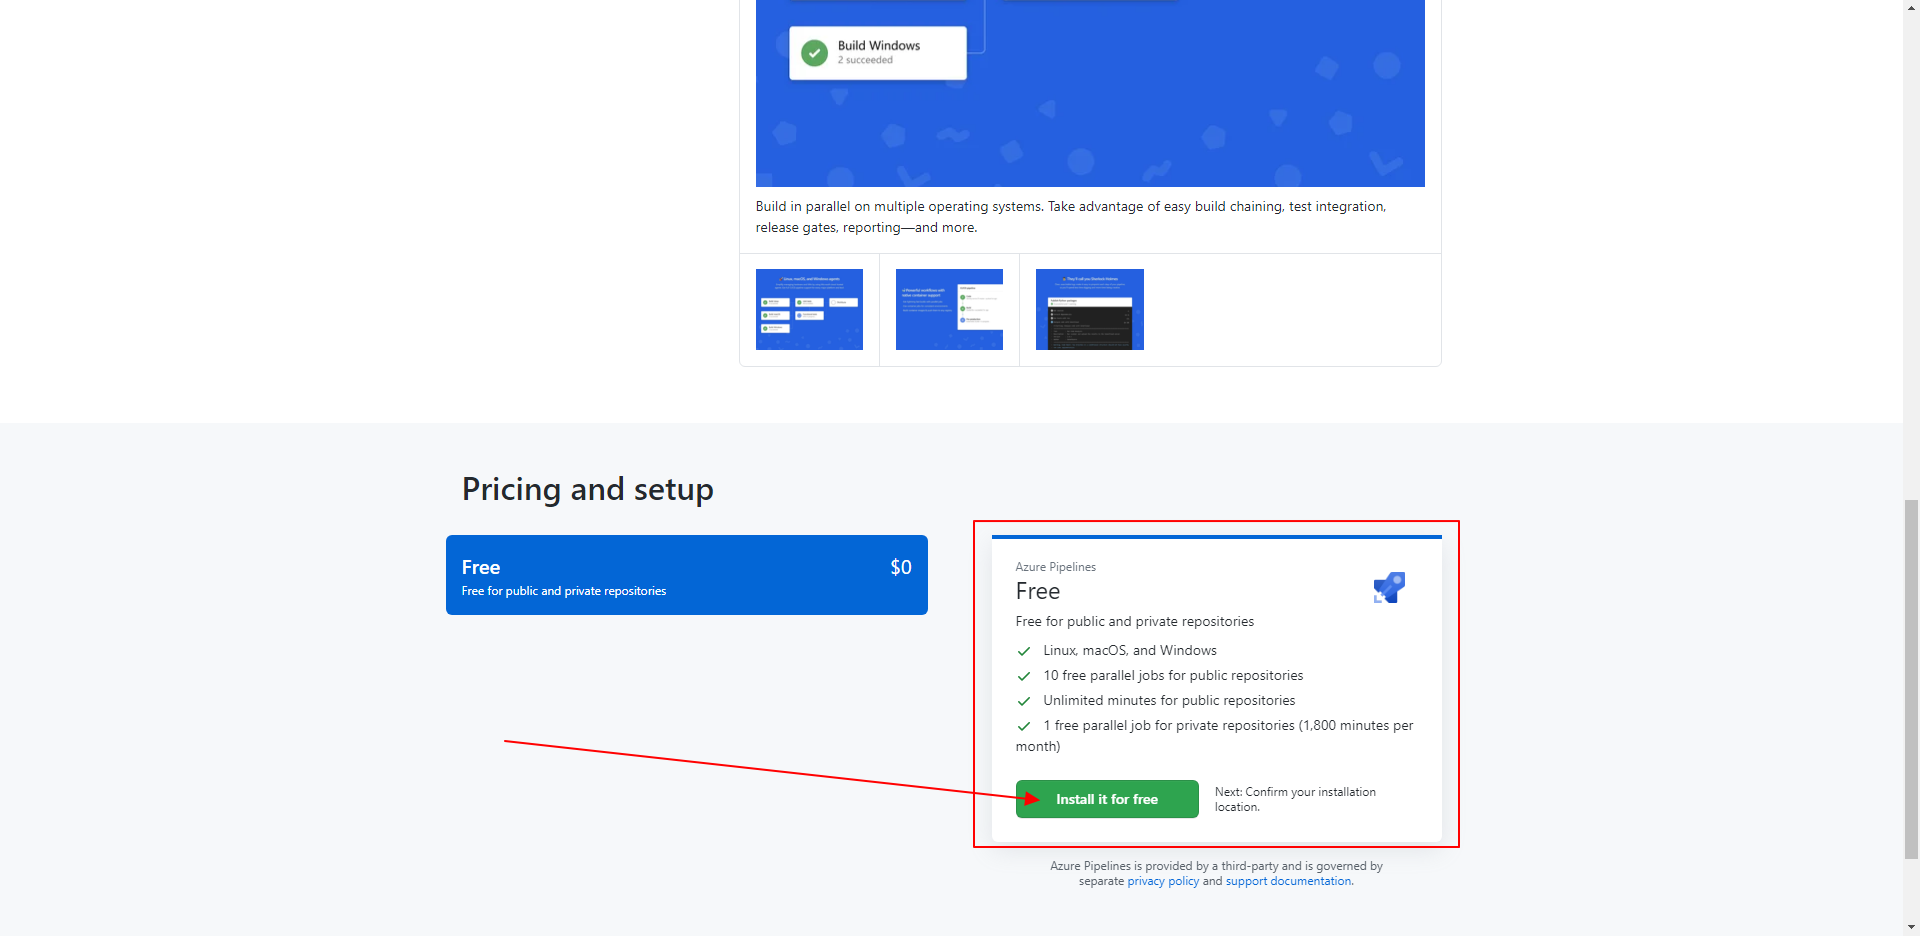 Build Windows
2 succeeded
Build in parallel on multiple operating systems. Take advantage of easy build chaining, test integration,
release gates, reporting—and more.
Pricing and setup
Free
$0
Free for public and private repositories
Azure Pipelines
Free
Free for public and private repositories
Linux, macOS, and Windows
10 free parallel jobs for public repositories
Unlimited minutes for public repositories
1 free parallel job for private repositories (1,800 minutes per
month)
Install it for free
Next: Confirm your installation
location.
Azure Pipelines is provided by a third-party and is governed by
separate privacy policy and support documentation.